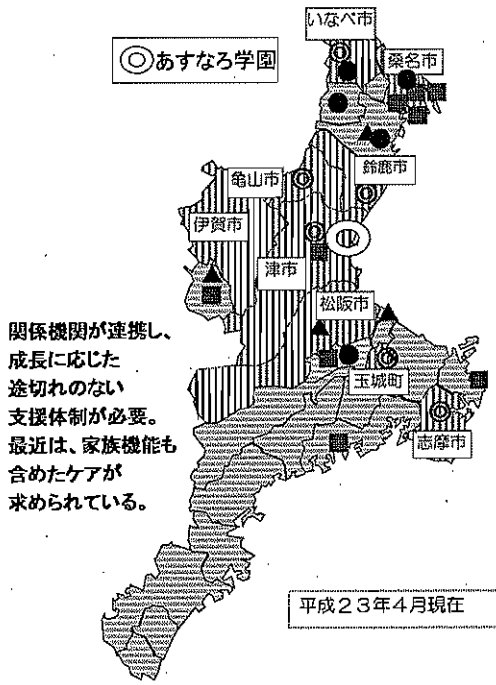 いなべ市
◎あすなろ学園
桑名市
亀山市
鈴鹿市
伊賀市
津市
松阪市
関係機関が連携し、
成長に応じた
途切れのない
支援体制が必要。
最近は、家族機能も
含めたケアが
求められている。
玉城町
志摩市
平成23年4月現在